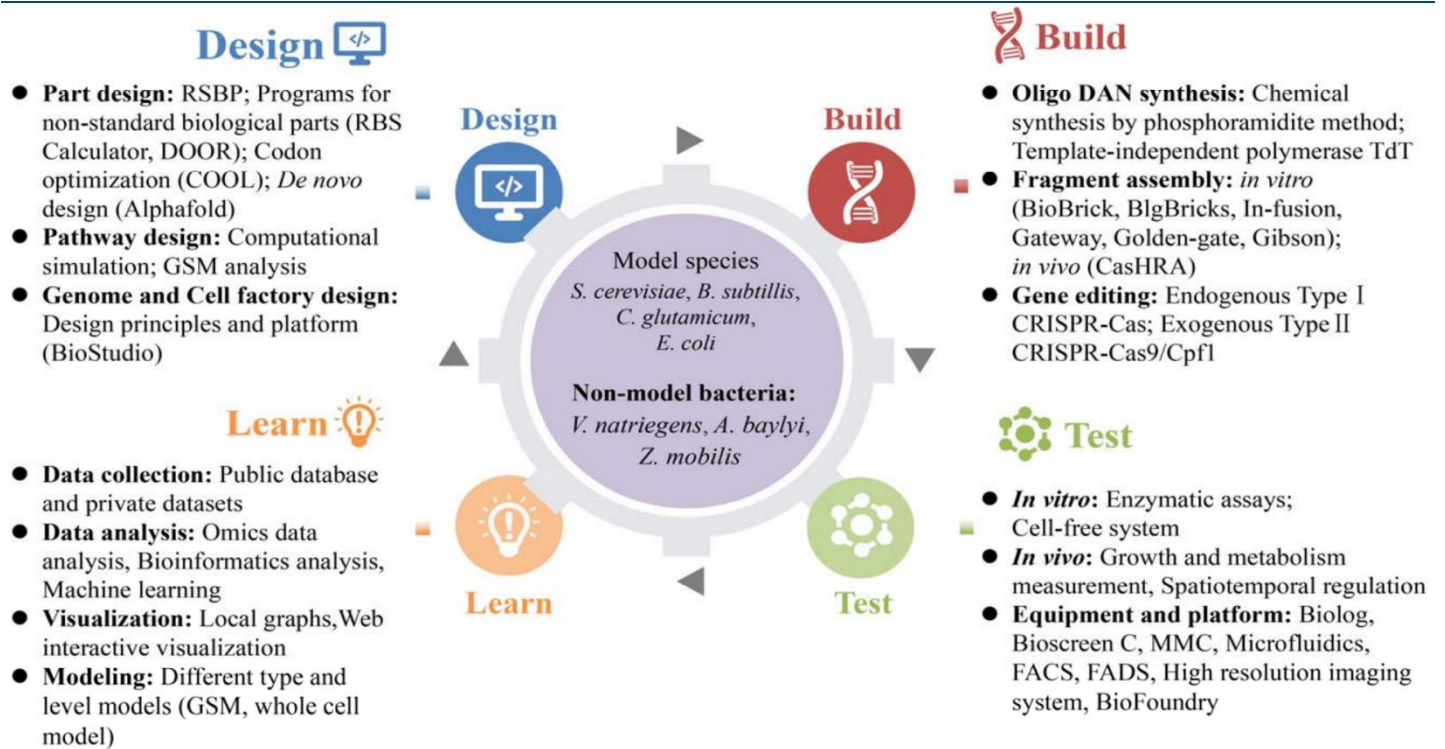 Design
● Part design: RSBP; Programs for
non-standard biological parts (RBS
Calculator, DOOR); Codon
optimization (COOL); De novo
design (Alphafold)
● Pathway design: Computational
simulation; GSM analysis
● Genome and Cell factory design:
Design principles and platform
(BioStudio)
Build
● Oligo DAN synthesis: Chemical
synthesis by phosphoramidite method;
Template-independent polymerase TdT
● Fragment assembly: in vitro
(BioBrick, BlgBricks, In-fusion,
Gateway, Golden-gate, Gibson);
in vivo (CasHRA)
● Gene editing: Endogenous Type Ⅰ
CRISPR-Cas; Exogenous Type Ⅱ
CRISPR-Cas9/Cpf1
Design
</>
Build
Model species
S. cerevisiae, B. subtillis,
C. glutamicum,
E. coli
Non-model bacteria:
V. natriegens, A. baylyi,
Z. mobilis
Learn
Test
Learn
● Data collection: Public database
and private datasets
● Data analysis: Omics data
analysis, Bioinformatics analysis,
Machine learning
● Visualization: Local graphs,Web
interactive visualization
● Modeling: Different type and
level models (GSM, whole cell
model)
Test
● In vitro: Enzymatic assays;
Cell-free system
● In vivo: Growth and metabolism
measurement, Spatiotemporal regulation
● Equipment and platform: Biolog,
Bioscreen C, MMC, Microfluidics,
FACS, FADS, High resolution imaging
system, BioFoundry